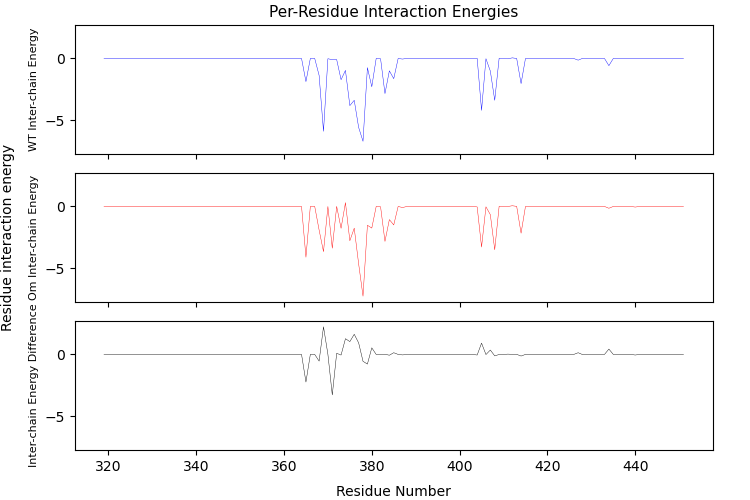 Per-Residue Interaction Energies
Residue interaction energy
WT Inter-chain Energy
0
−5
Om Inter-chain Energy
0
−5
Inter-chain Energy Difference
0
−5
320 340 360 380 400 420 440
Residue Number